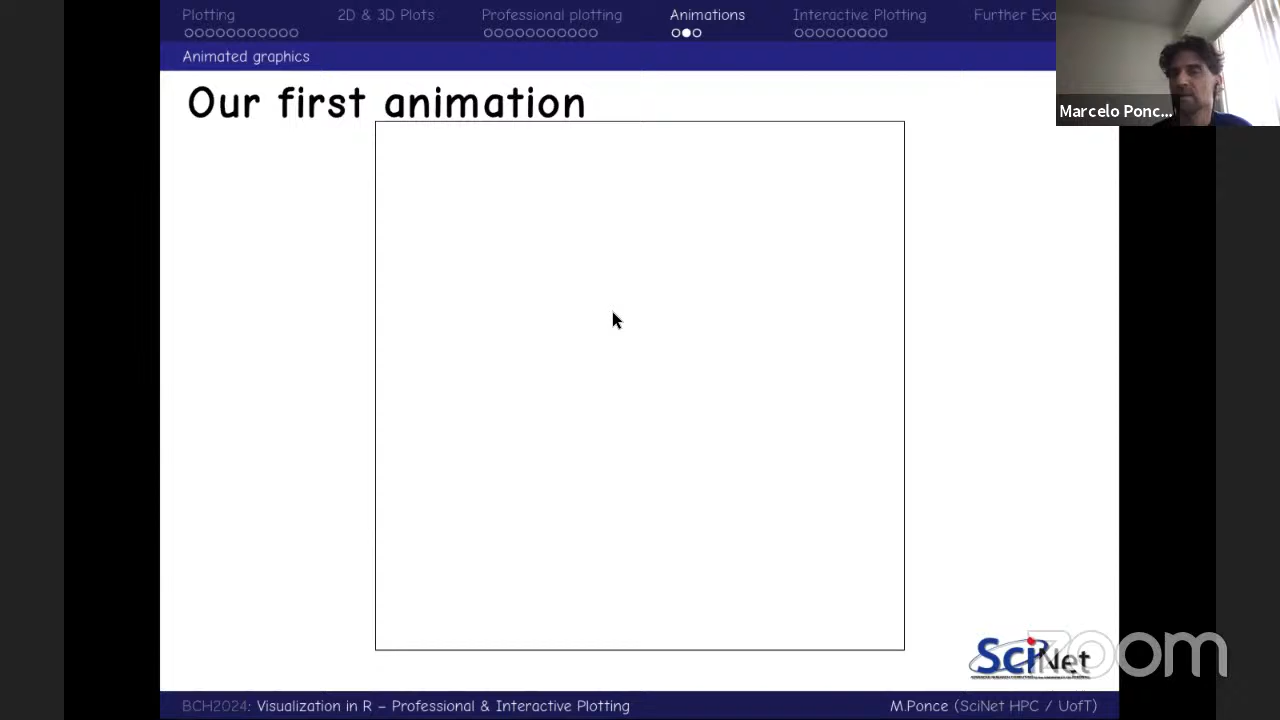 Plotting 2D & 3D Plots Professional plotting Animations Interactive Plotting Further Exa
Animated graphics
Marcelo Ponc...
Our first animation
SciNet
zoom
BCH2024: Visualization in R – Professional & Interactive Plotting M.Ponce (SciNet HPC / UofT)